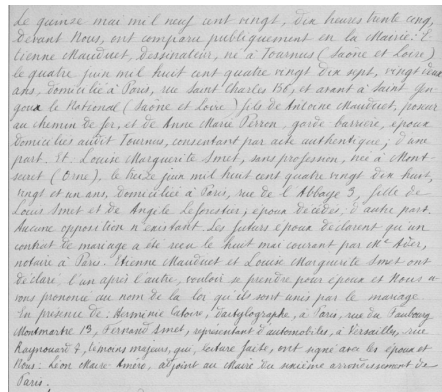 Le quinze mai mil neuf cent vingt, dix heures trente cinq,
devant Nous, ont comparu publiquement en la Mairie: E-
tienne Mauduet, dessinateur, né à Tournus (Saône et Loire)
le quatre juin mil huit cent quatre vingt dix sept, vingt deux
ans, domicilié à Paris, rue Saint Charles 136, et avant à Saint Gen-
goux le National (Saône et Loire) fils de Antoine Mauduet, poseur
au chemin de fer, et de Anne Marie Perron, garde-barrière, époux
domiciliés audit Tournus, consentant par acte authentique; d'une
part. Et Louise Marguerite Smet, sans profession, née à Mont-
(Orne), le treize juin mil huit cent quatre vingt dix huit,
vingt et un ans, domiciliée à Paris, rue de l'Abbaye 3, fille de
Louis Smet et de Angèle Leforestier; époux décédés; d'autre part.
Aucune opposition n'existant. Les futurs époux déclarent qu'un
contrat de mariage a été reçu le huit mai courant par Me
notaire à Paris. Etienne Mauduet et Louise Marguerite Smet ont
déclaré l'un après l'autre, vouloir se prendre pour époux et Nous a-
vons prononcé au nom de la loi qu'ils sont unis par le mariage
En présence de: Hermine dactylographe, à Paris, rue du Faubourg
Montmartre 13, Fernand Smet, représentant d'automobiles, à Versailles, rue
Raynouard 7, témoins majeurs, qui, lecture faite, ont signé avec les époux et
Nous. Léon Marie adjoint au Maire du sixième arrondissement de
Paris.